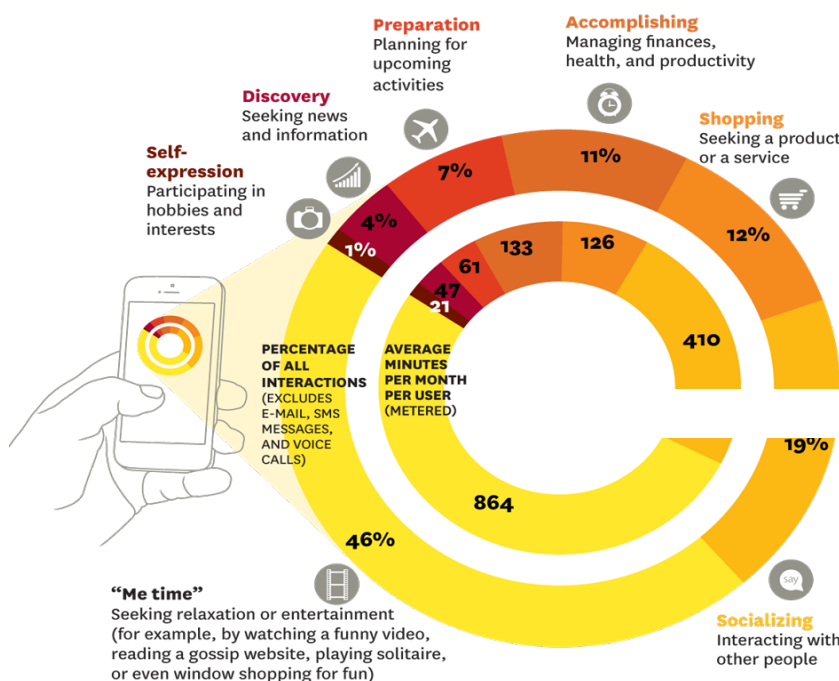 Preparation
Planning for
upcoming
activities
Accomplishing
Managing finances,
health, and productivity
Discovery
Seeking news
and information
Shopping
Seeking a product
or a service
Self-
expression
Participating in
hobbies and
interests
7%
11%
4%
12%
1%
61
133
126
47
21
410
PERCENTAGE
OF ALL
INTERACTIONS
(EXCLUDES
E-MAIL, SMS
MESSAGES,
AND VOICE
CALLS)
AVERAGE
MINUTES
PER MONTH
PER USER
(METERED)
19%
864
46%
"Me time"
Seeking relaxation or entertainment
(for example, by watching a funny video,
reading a gossip website, playing solitaire,
or even window shopping for fun)
say
Socializing
Interacting with
other people